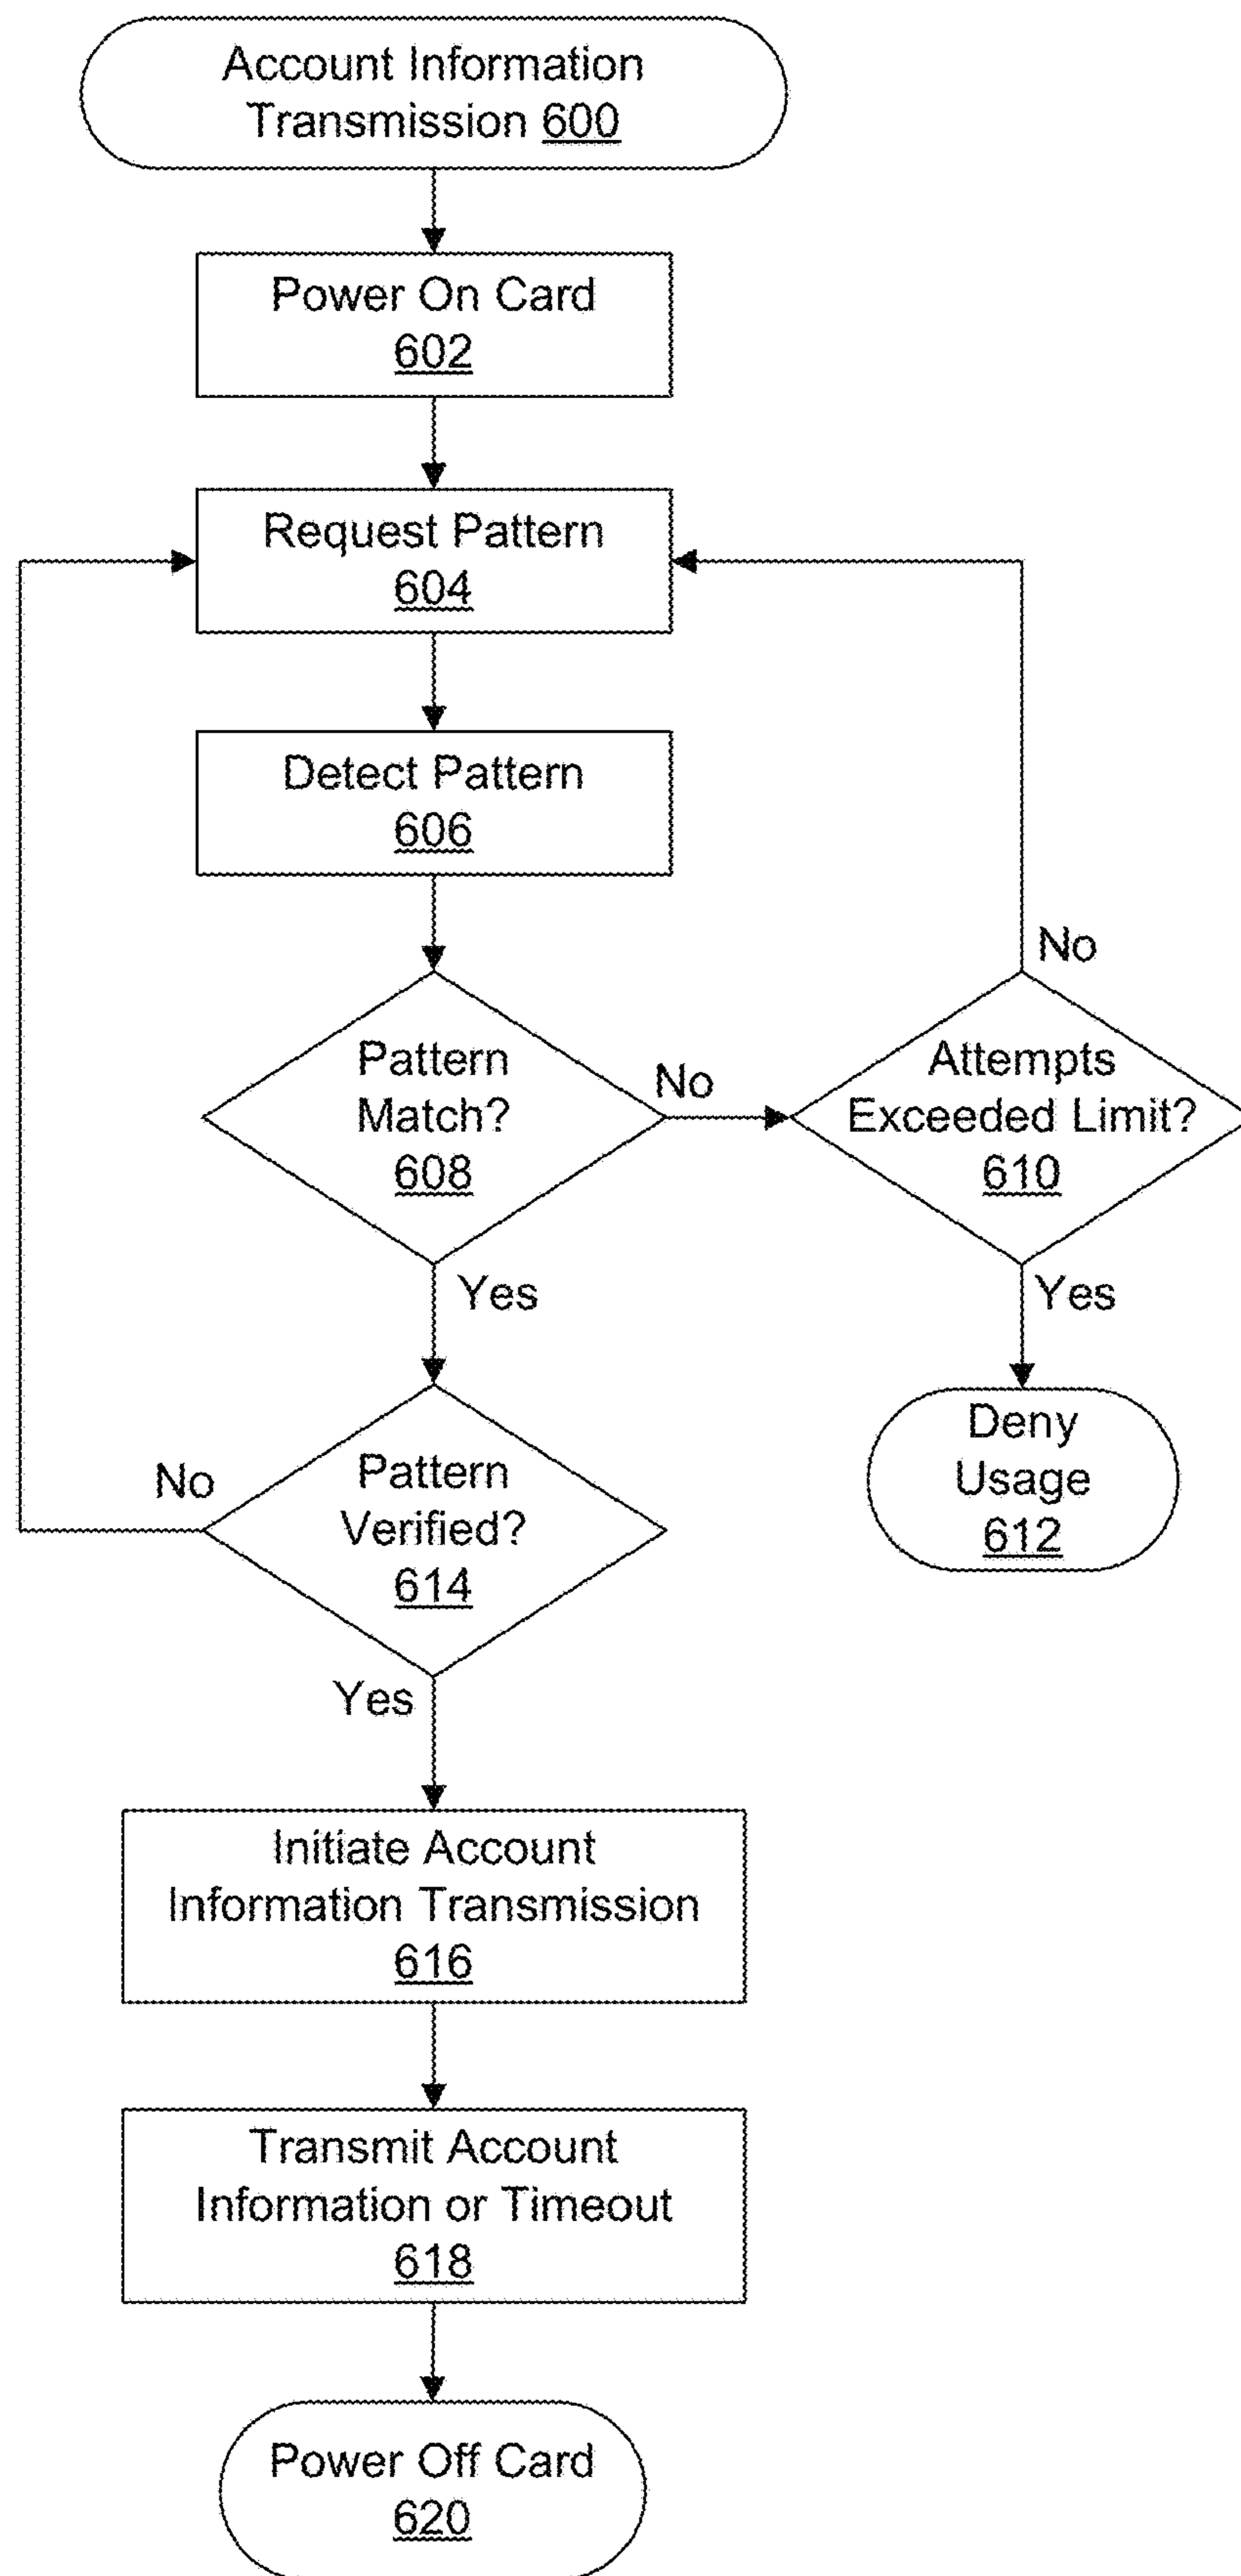 Account Information
Transmission 600
Power On Card
602
Request Pattern
604
Detect Pattern
606
Pattern
Match?
608
No
Attempts
Exceeded Limit?
610
No
Yes
Deny
Usage
612
Yes
Pattern
Verified?
614
No
Yes
Initiate Account
Information Transmission
616
Transmit Account
Information or Timeout
618
Power Off Card
620